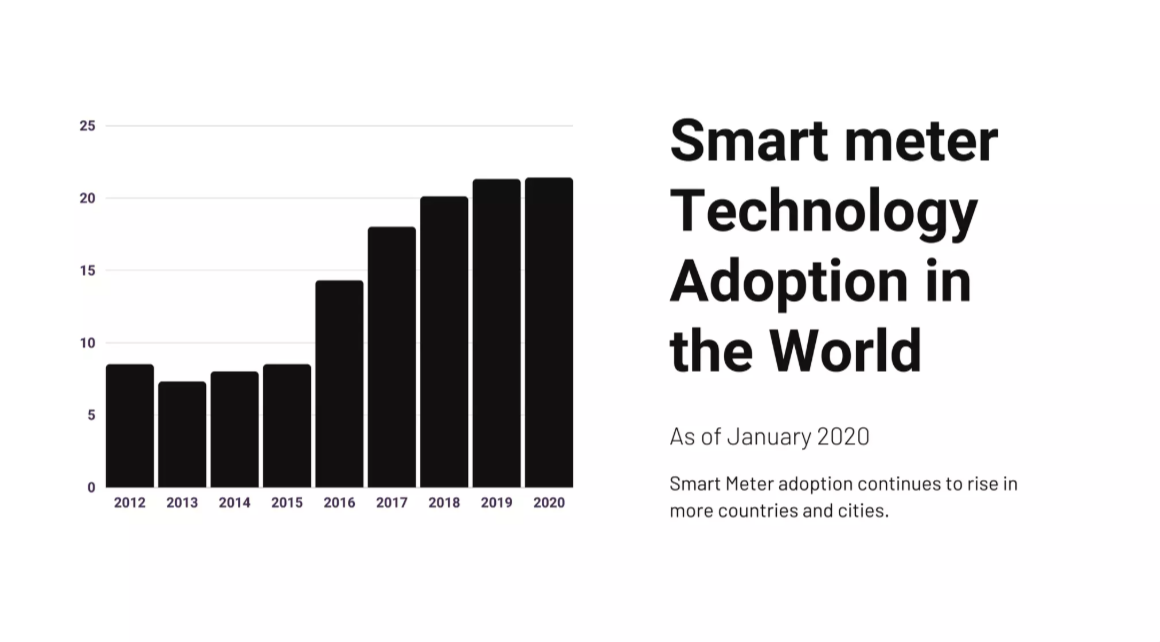 25
20
15
10
5
0
2012 2013 2014 2015 2016 2017 2018 2019 2020
Smart meter
Technology
Adoption in
the World
As of January 2020
Smart Meter adoption continues to rise in
more countries and cities.